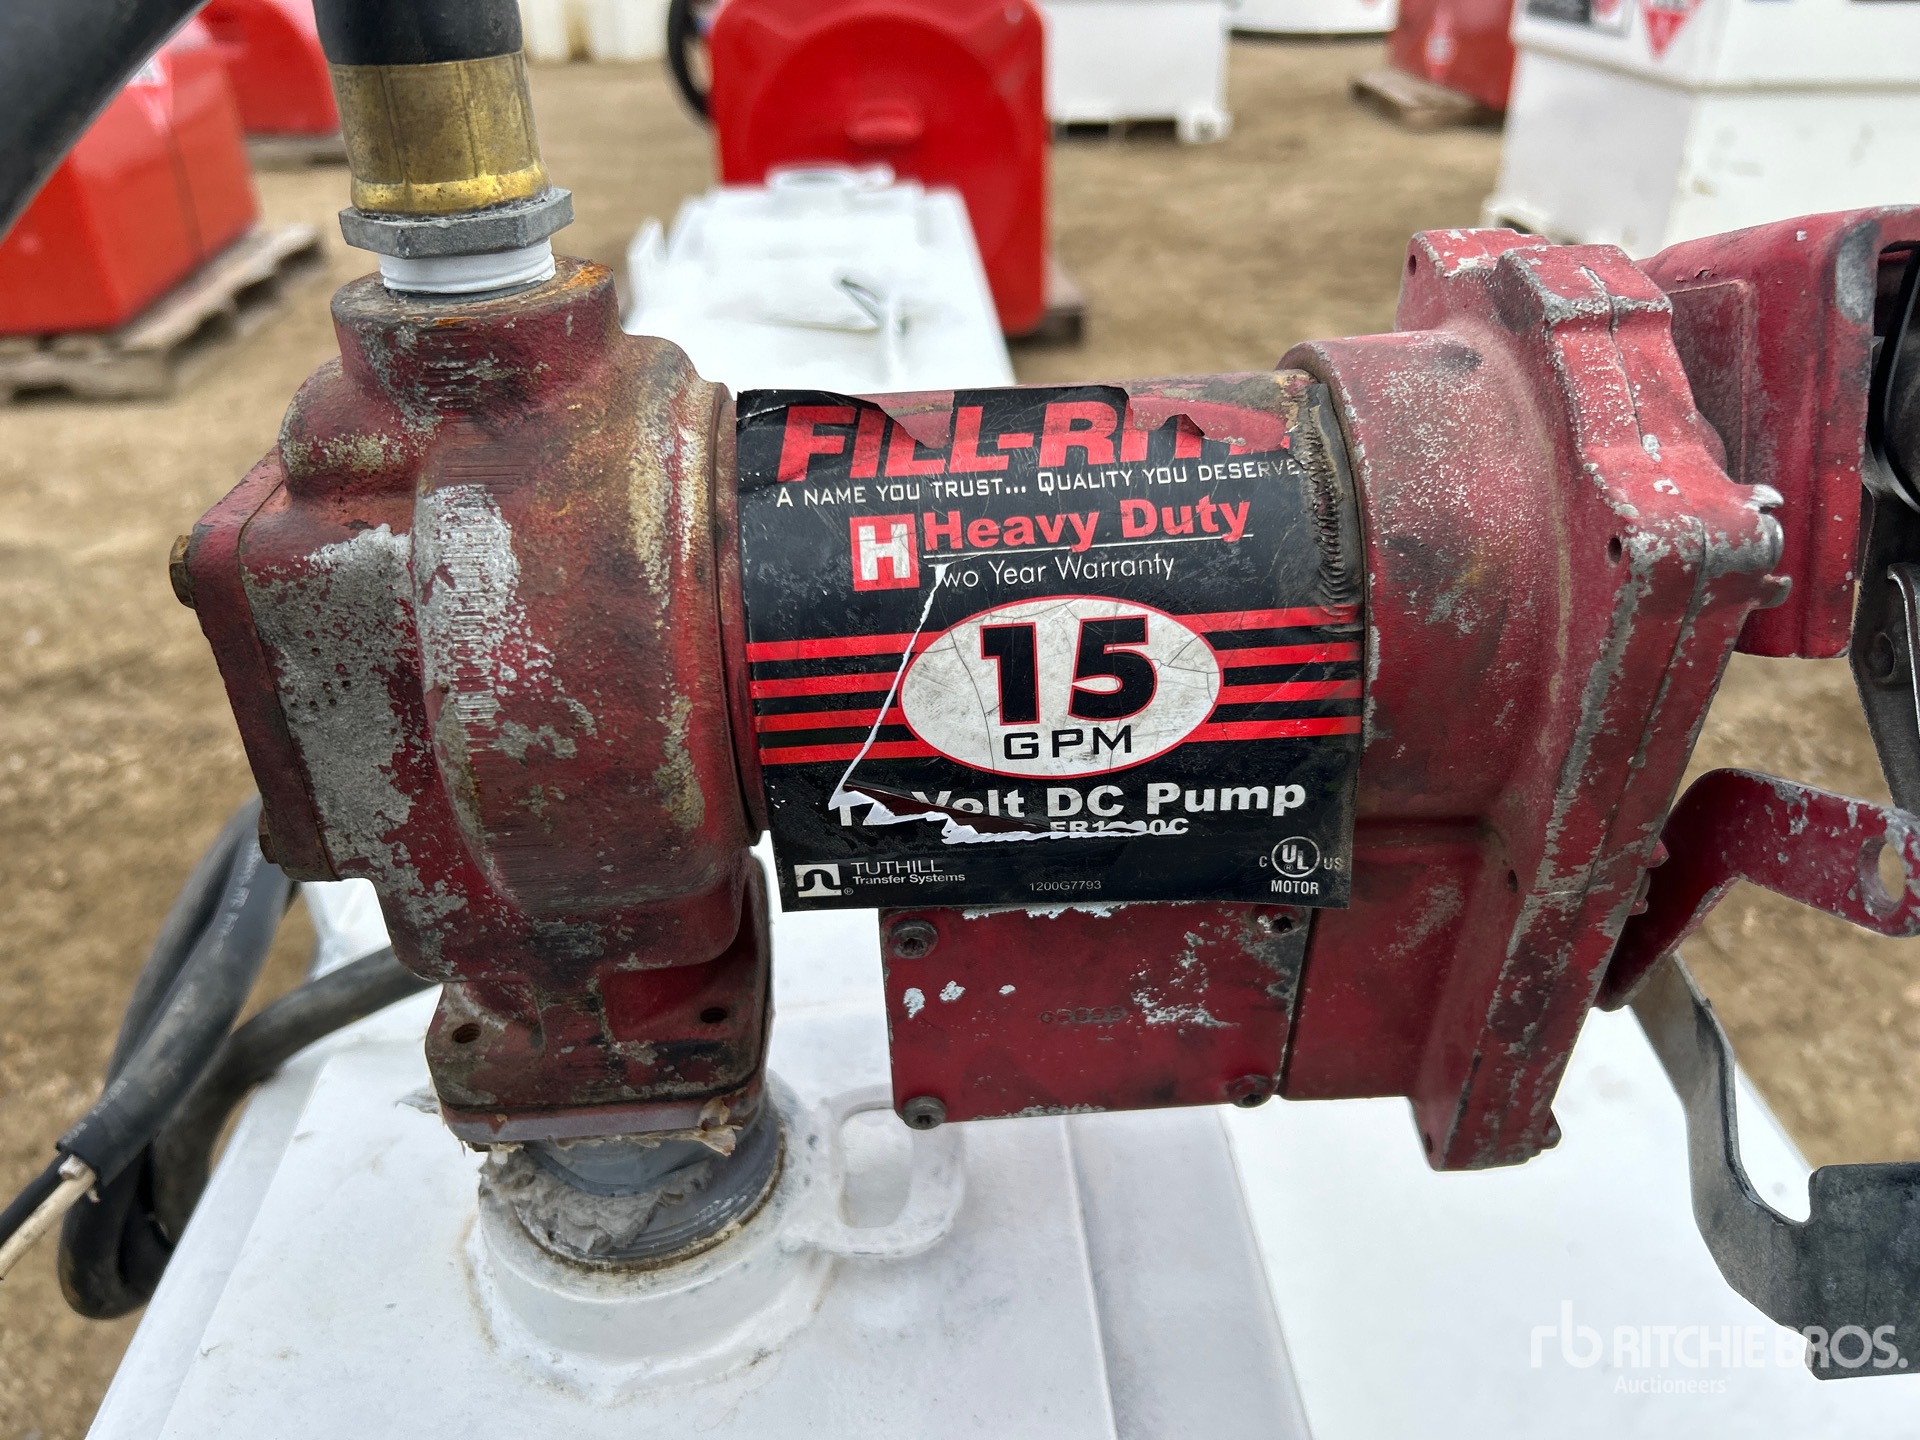 FILL-RITE
A NAME YOU TRUST... QUALITY YOU DESERVE
H Heavy Duty
Two Year Warranty
15
GPM
Volt DC Pump
TUTHILL
Transfer Systems
1200G7793
C UL US
MOTOR
rb RITCHIE BROS.
Auctioneers